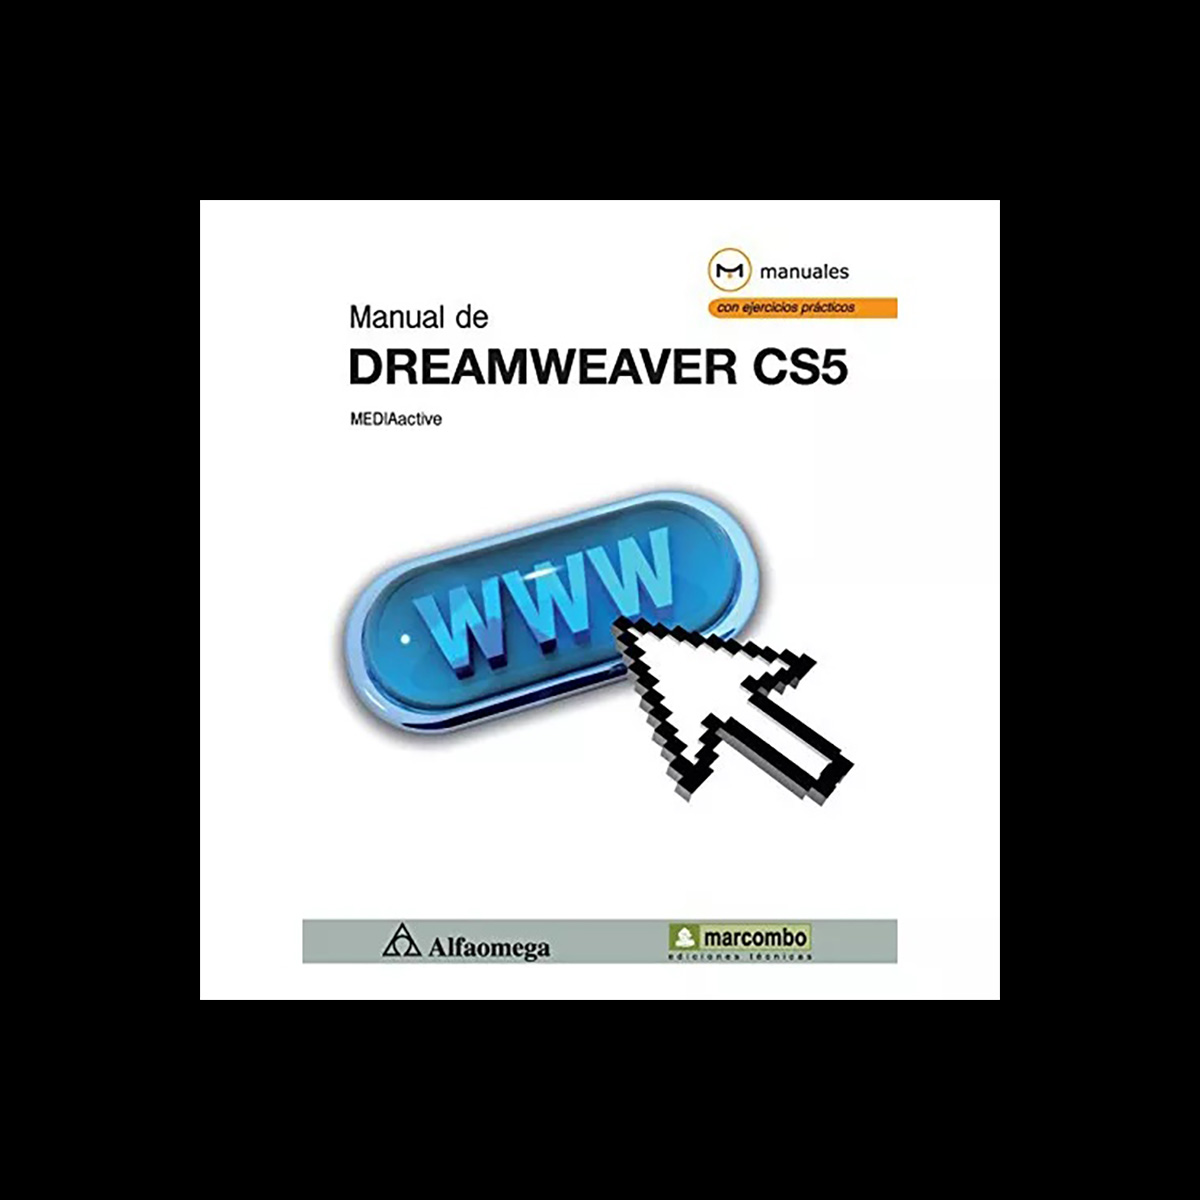 manuales
con ejercicios prácticos
Manual de
DREAMWEAVER CS5
MEDIAactive
WWW
Alfaomega
marcombo
ediciones técnicas